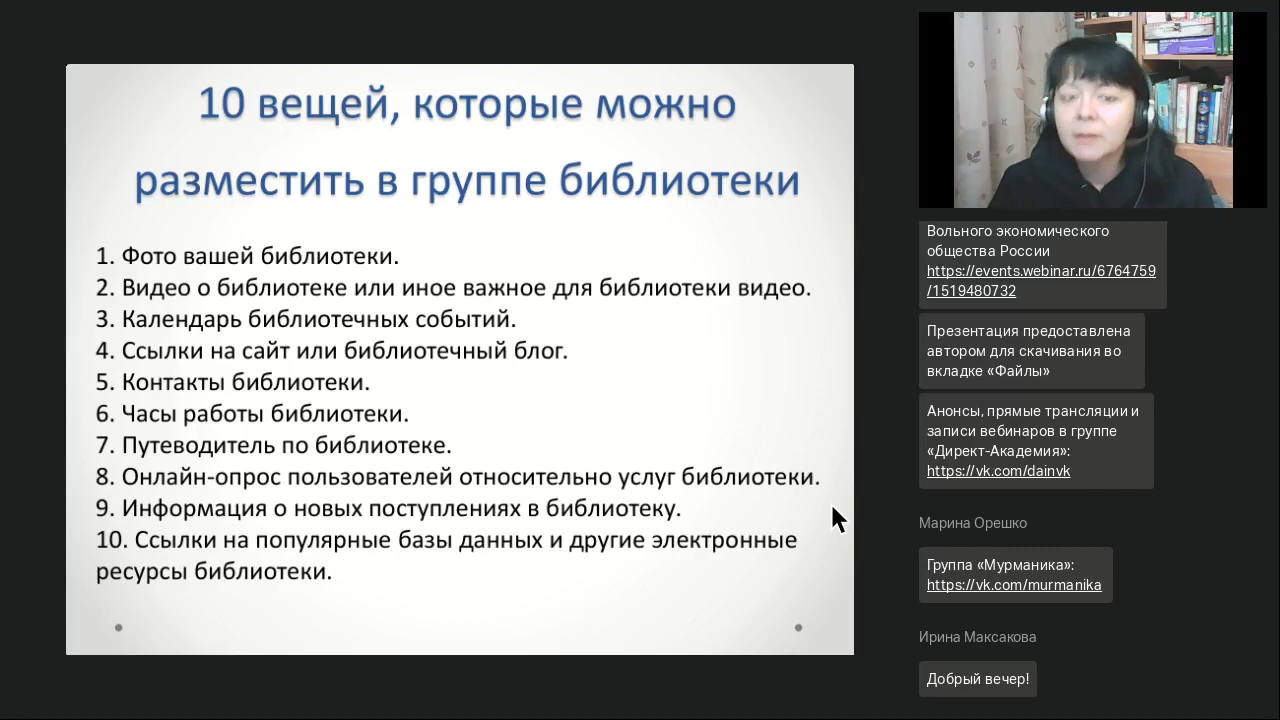 10 вещей, которые можно
разместить в группе библиотеки
1. Фото вашей библиотеки.
2. Видео о библиотеке или иное важное для библиотеки видео.
3. Календарь библиотечных событий.
4. Ссылки на сайт или библиотечный блог.
5. Контакты библиотеки.
6. Часы работы библиотеки.
7. Путеводитель по библиотеке.
8. Онлайн-опрос пользователей относительно услуг библиотеки.
9. Информация о новых поступлениях в библиотеку.
10. Ссылки на популярные базы данных и другие электронные
ресурсы библиотеки.
Вольного экономического
общества России
https://events.webinar.ru/6764759
/1519480732
Презентация предоставлена
автором для скачивания во
вкладке «Файлы»
Анонсы, прямые трансляции и
записи вебинаров в группе
«Директ-Академия»:
https://vk.com/dainvk
Марина Орешко
Группа «Мурманика»:
https://vk.com/murmanika
Ирина Максакова
Добрый вечер!